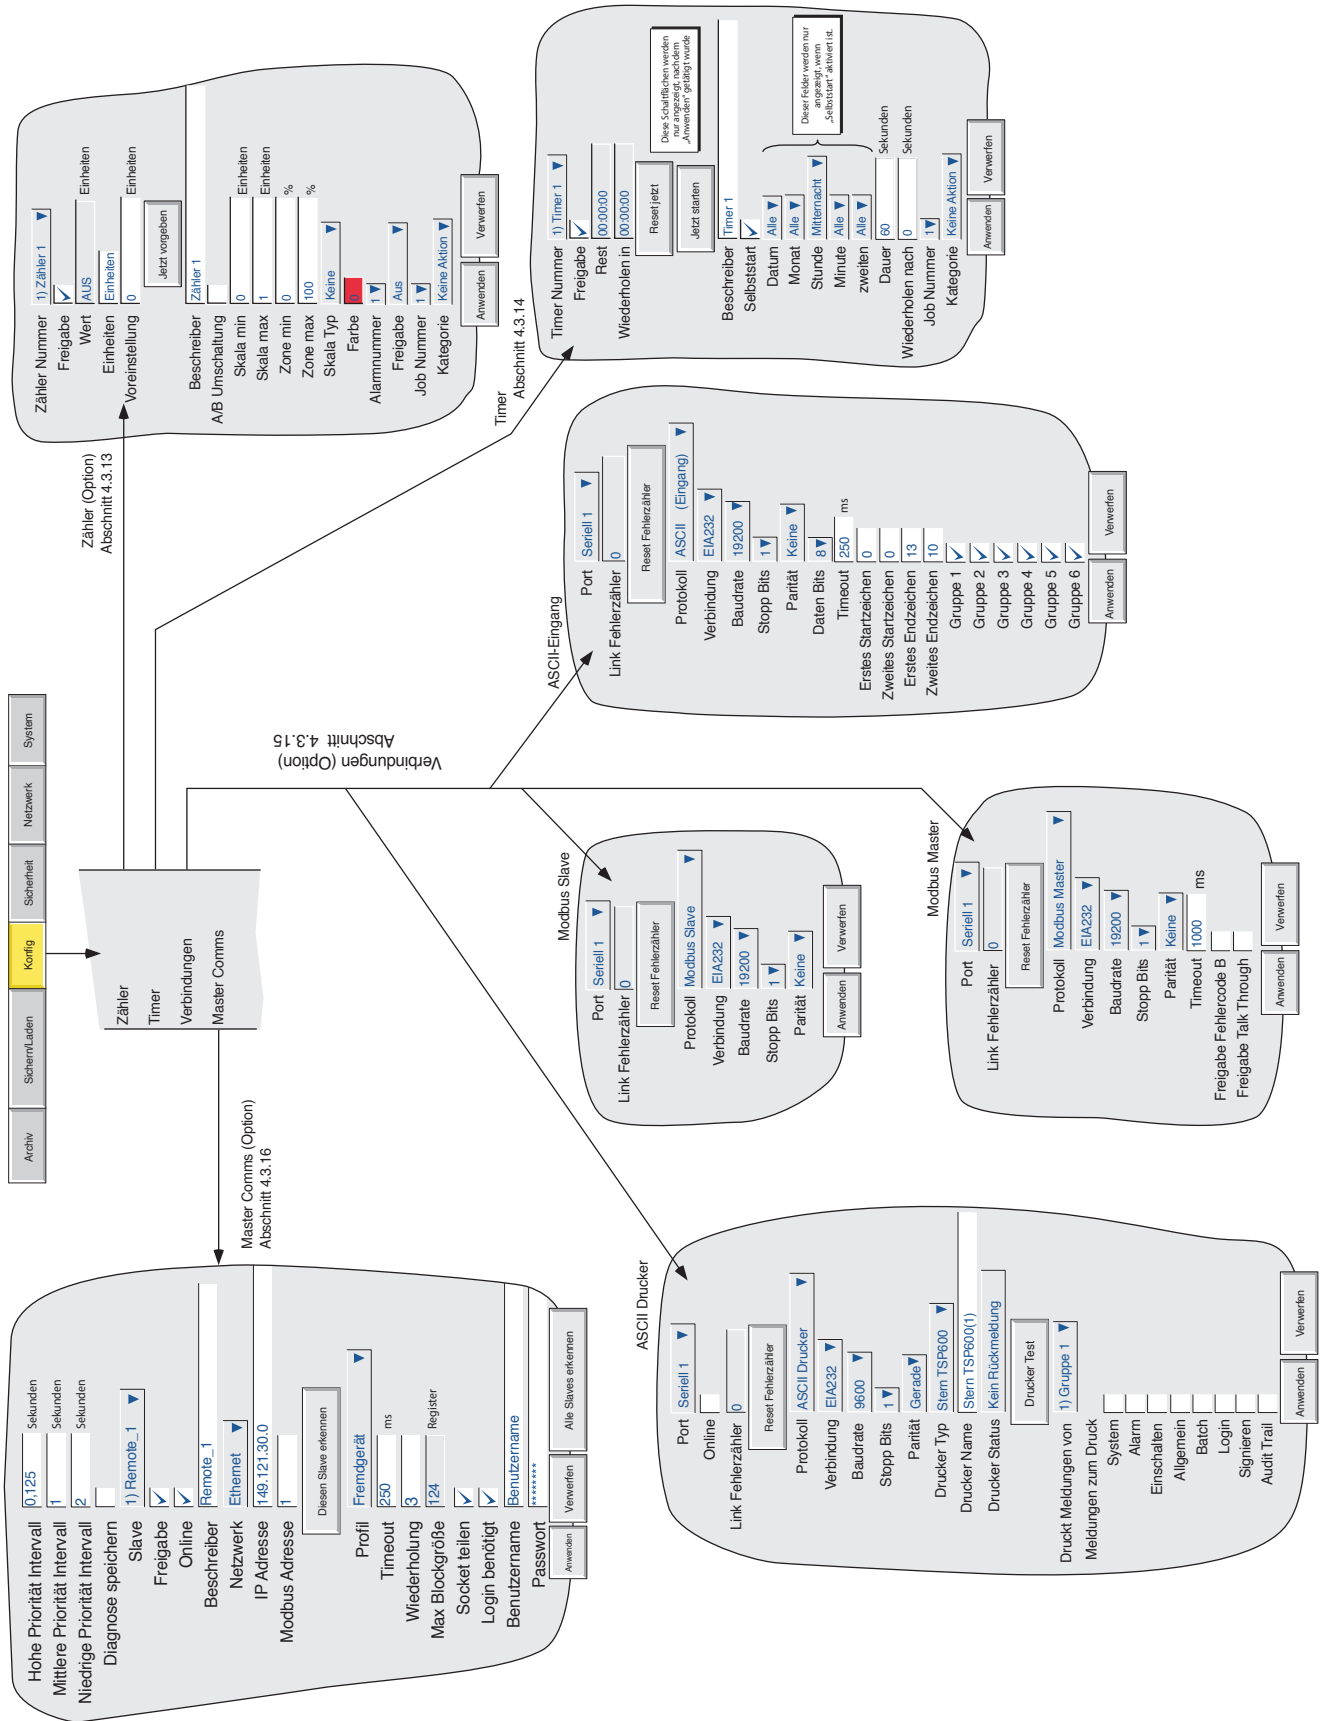 Archiv
Sichern/Laden
Konfig
Sicherheit
Netzwerk
System
Zähler
Timer
Verbindungen
Master Comms
Master Comms (Option)
Abschnitt 4.3.16
Hohe Priorität Intervall 0,125 Sekunden
Mittlere Priorität Intervall 1 Sekunden
Niedrige Priorität Intervall 2 Sekunden
Diagnose speichern
Slave 1) Remote_1
Freigabe
Online
Beschreiber Remote_1
Netzwerk Ethernet
IP Adresse 149.121.30.0
Modbus Adresse 1
Diesen Slave erkennen
Profil Fremdgerät
Timeout 250 ms
Wiederholung 3
Max Blockgröße 124 Register
Socket teilen
Login benötigt
Benutzername Benutzername
Passwort ********
Anwenden Verwerfen Alle Slaves erkennen
Zähler (Option)
Abschnitt 4.3.13
Zähler Nummer 1) Zähler 1
Freigabe
Wert AUS Einheiten
Einheiten Einheiten
Voreinstellung 0 Einheiten
Jetzt vorgeben
Beschreiber Zähler 1
A/B Umschaltung
Skala min 0 Einheiten
Skala max 1 Einheiten
Zone min 0 %
Zone max 100 %
Skala Typ Keine
Farbe 0
Alarmnummer 1
Freigabe Aus
Job Nummer 1
Kategorie Keine Aktion
Anwenden Verwerfen
Timer
Abschnitt 4.3.14
Timer Nummer 1) Timer 1
Freigabe
Rest 00:00:00
Wiederholen in 00:00:00
Reset jetzt
Jetzt starten
Diese Schaltflächen werden
nur angezeigt, nachdem
„Anwenden“ getätigt wurde
Beschreiber Timer 1
Selbststart
Datum Alle
Monat Alle
Stunde Mitternacht
Minute Alle
zweiten Alle
Dieser Felder werden nur
angezeigt, wenn
„Selbststart“ aktiviert ist.
Dauer 60 Sekunden
Wiederholen nach 0 Sekunden
Job Nummer 1
Kategorie Keine Aktion
Anwenden Verwerfen
Verbindungen (Option)
Abschnitt 4.3.15
ASCII Drucker
Port Seriell 1
Online
Link Fehlerzähler 0
Reset Fehlerzähler
Protokoll ASCII Drucker
Verbindung EIA232
Baudrate 9600
Stopp Bits 1
Parität Gerade
Drucker Typ Stern TSP600
Drucker Name Stern TSP600(1)
Drucker Status Kein Rückmeldung
Drucker Test
Druckt Meldungen von 1) Gruppe 1
Meldungen zum Druck
System
Alarm
Einschalten
Allgemein
Batch
Login
Signieren
Audit Trail
Anwenden Verwerfen
Modbus Slave
Port Seriell 1
Link Fehlerzähler 0
Reset Fehlerzähler
Protokoll Modbus Slave
Verbindung EIA232
Baudrate 19200
Stopp Bits 1
Parität Keine
Anwenden Verwerfen
Modbus Master
Port Seriell 1
Link Fehlerzähler 0
Reset Fehlerzähler
Protokoll Modbus Master
Verbindung EIA232
Baudrate 19200
Stopp Bits 1
Parität Keine
Timeout 1000 ms
Freigabe Fehlercode B
Freigabe Talk Through
Anwenden Verwerfen
ASCII-Eingang
Port Seriell 1
Link Fehlerzähler 0
Reset Fehlerzähler
Protokoll ASCII (Eingang)
Verbindung EIA232
Baudrate 19200
Stopp Bits 1
Parität Keine
Daten Bits 8
Timeout 250 ms
Erstes Startzeichen 0
Zweites Startzeichen 0
Erstes Endzeichen 13
Zweites Endzeichen 10
Gruppe 1
Gruppe 2
Gruppe 3
Gruppe 4
Gruppe 5
Gruppe 6
Anwenden Verwerfen